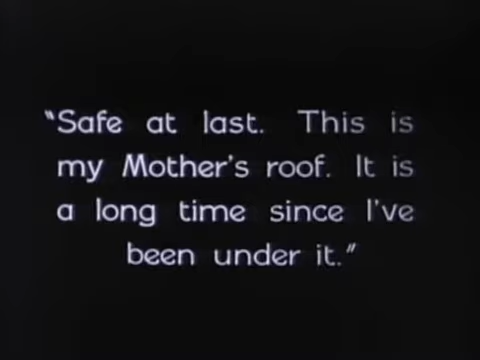 "Safe at last. This is
my Mother's roof. It is
a long time since I've
been under it."